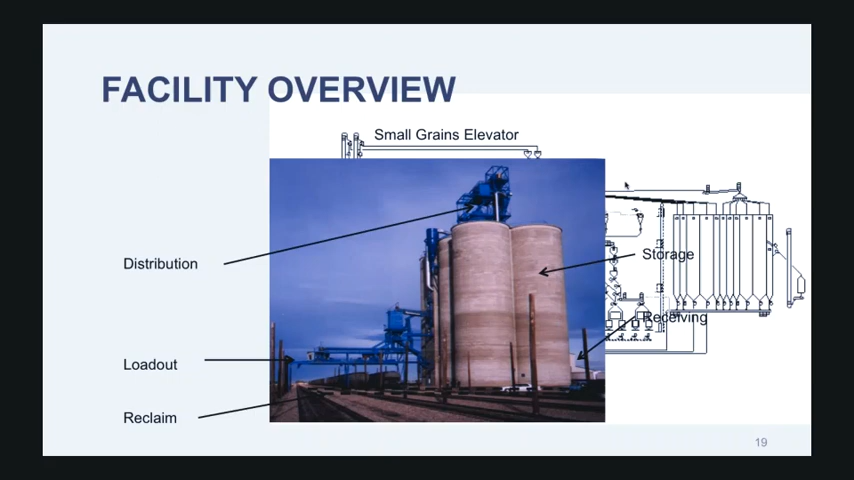 FACILITY OVERVIEW
Small Grains Elevator
Distribution
Storage
Receiving
Loadout
Reclaim
19